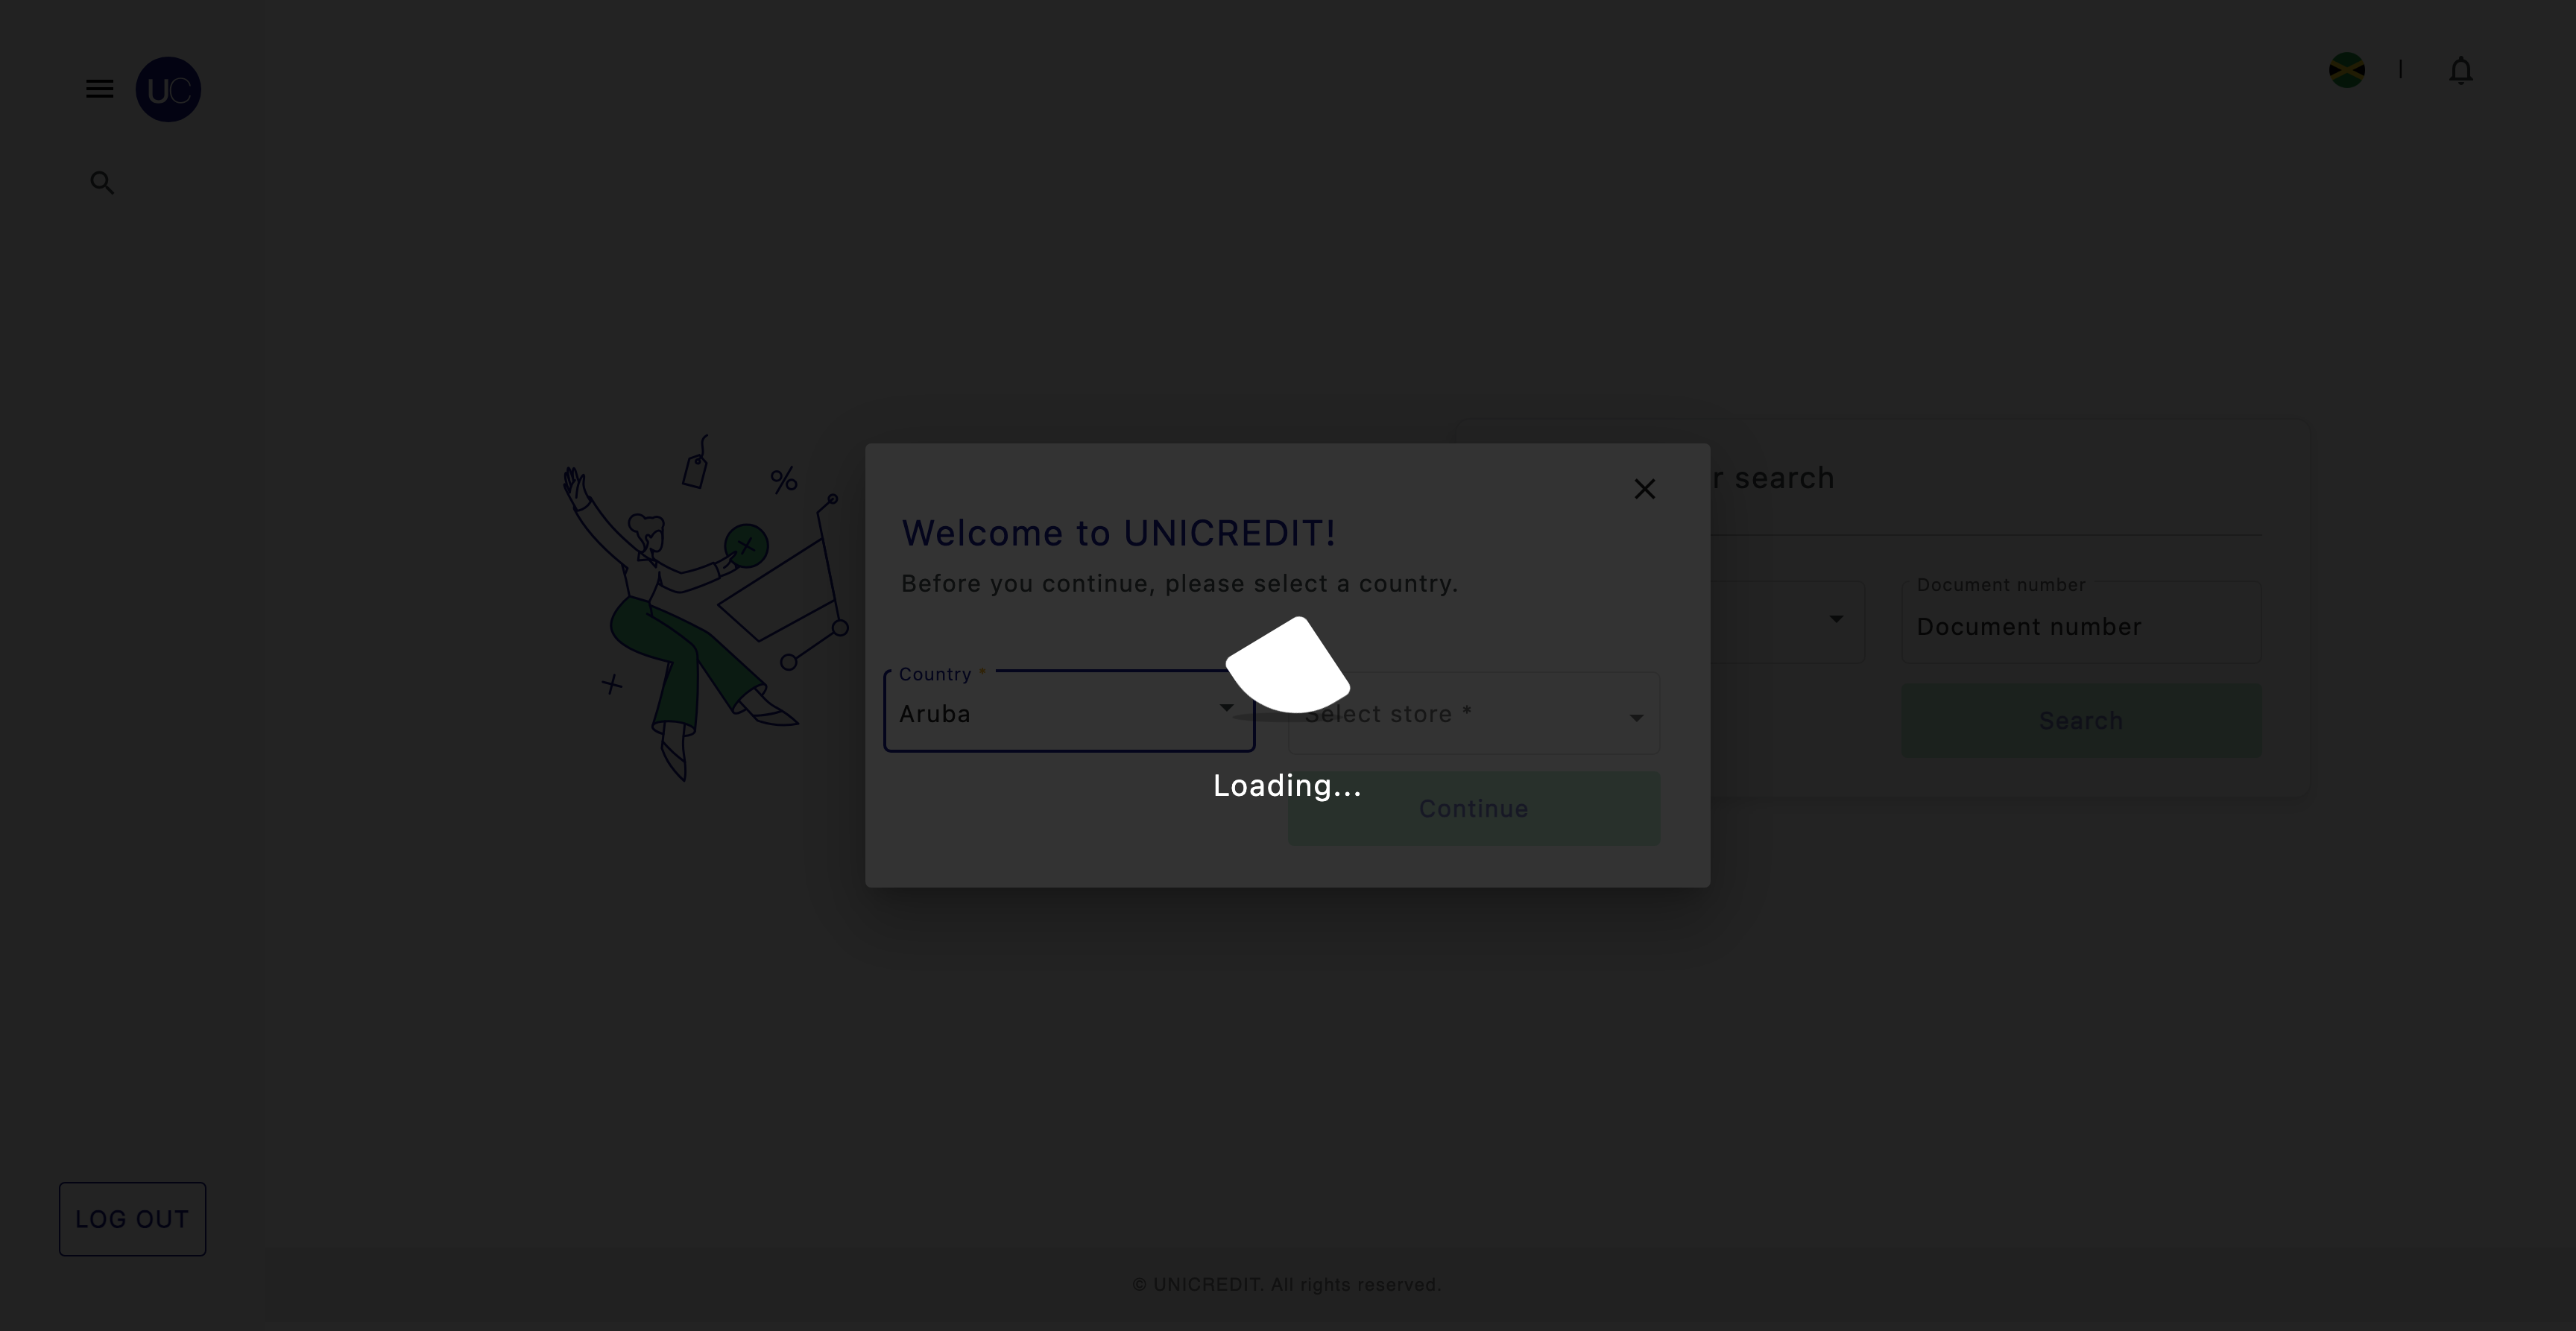 UC
r search
Welcome to UNICREDIT!
Before you continue, please select a country.
Country *
Aruba
Select store *
Document number
Document number
Search
Loading...
Continue
LOG OUT
© UNICREDIT. All rights reserved.